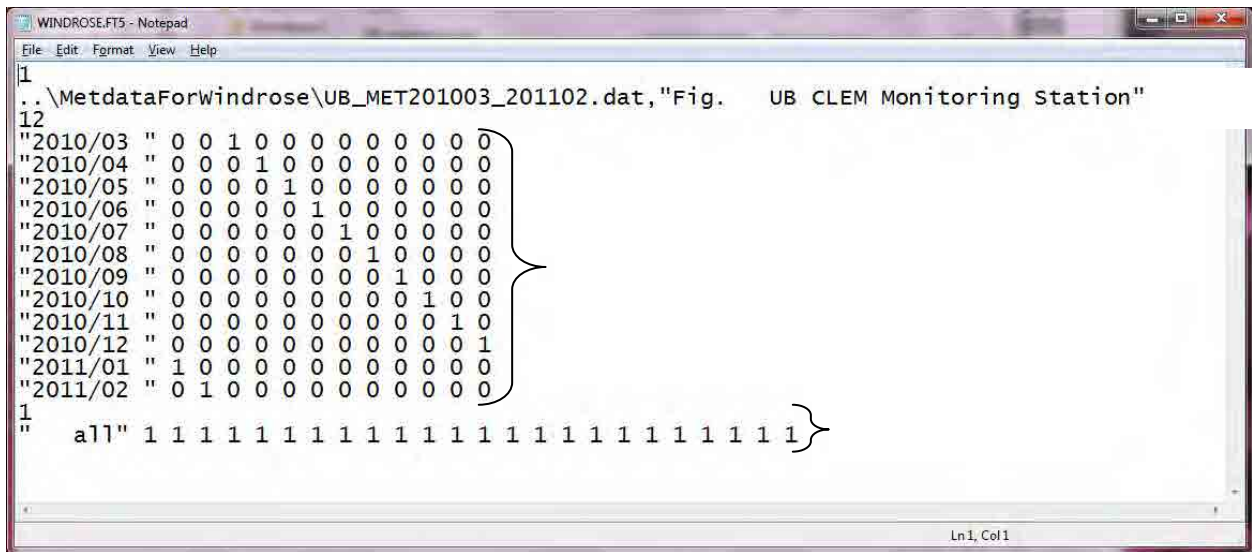 WINDROSE.FT5 - Notepad
File Edit Format View Help
1
..\MetdataForWindrose\UB_MET201003_201102.dat,"Fig.   UB CLEM Monitoring Station"
12
"2010/03 " 0 0 1 0 0 0 0 0 0 0 0 0
"2010/04 " 0 0 0 1 0 0 0 0 0 0 0 0
"2010/05 " 0 0 0 0 1 0 0 0 0 0 0 0
"2010/06 " 0 0 0 0 0 1 0 0 0 0 0 0
"2010/07 " 0 0 0 0 0 0 1 0 0 0 0 0
"2010/08 " 0 0 0 0 0 0 0 1 0 0 0 0
"2010/09 " 0 0 0 0 0 0 0 0 1 0 0 0
"2010/10 " 0 0 0 0 0 0 0 0 0 1 0 0
"2010/11 " 0 0 0 0 0 0 0 0 0 0 1 0
"2010/12 " 0 0 0 0 0 0 0 0 0 0 0 1
"2011/01 " 1 0 0 0 0 0 0 0 0 0 0 0
"2011/02 " 0 1 0 0 0 0 0 0 0 0 0 0
1
"   all" 1 1 1 1 1 1 1 1 1 1 1 1 1 1 1 1 1 1 1 1 1 1 1 1
Ln 1, Col 1